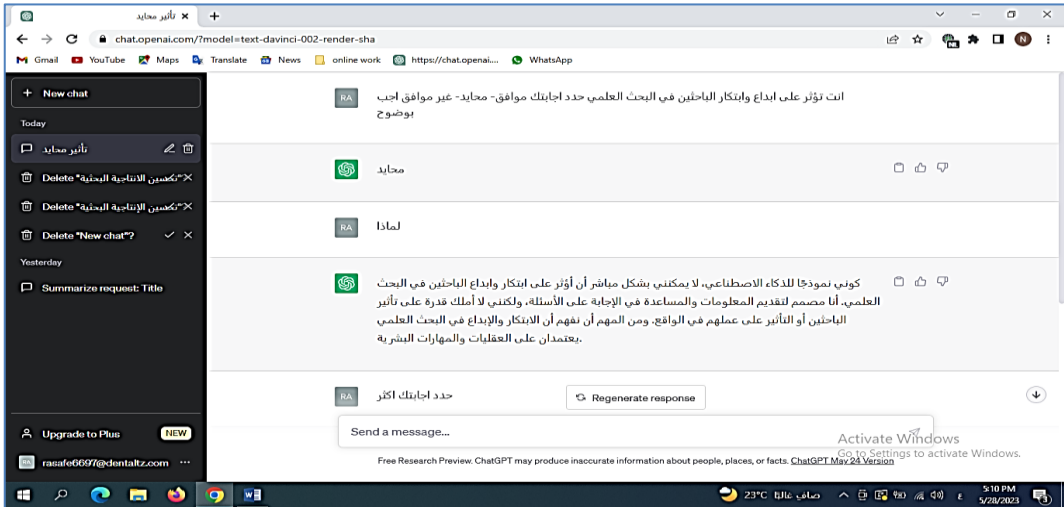 تأثير محايد
chat.openai.com/?model=text-davinci-002-render-sha
N
Gmail YouTube Maps Translate News online work https://chat.openai.... WhatsApp
New chat
Today
تأثير محايد
Delete "تحسين الانتاجية البحثية"
Delete "تحسين الإنتاجية البحثية"
Delete "New chat"?
Yesterday
Summarize request: Title
Upgrade to Plus NEW
rasafe6697@dentaltz.com
RA
انت تؤثر على ابداع وابتكار الباحثين في البحث العلمي حدد اجابتك موافق- محايد- غير موافق اجب
بوضوح
محايد
RA
لماذا
كوني نموذجًا للذكاء الاصطناعي، لا يمكنني بشكل مباشر أن أؤثر على ابتكار وابداع الباحثين في البحث
العلمي. أنا مصمم لتقديم المعلومات والمساعدة في الإجابة على الأسئلة، ولكنني لا أملك قدرة على تأثير
الباحثين أو التأثير على عملهم في الواقع. ومن المهم أن نفهم أن الابتكار والإبداع في البحث العلمي
يعتمدان على العقليات والمهارات البشرية.
RA
حدد اجابتك اكثر
Regenerate response
Send a message...
Activate Windows
Go to Settings to activate Windows.
Free Research Preview. ChatGPT may produce inaccurate information about people, places, or facts. ChatGPT May 24 Version
23°C صاف غالبًا
ع
5:10 PM
5/28/2023
3